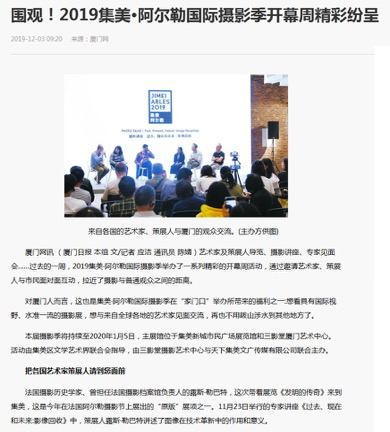 围观！2019集美·阿尔勒国际摄影季开幕周精彩纷呈
2019-12-03 09:20 来源：厦门网
JIMEI
ARLES
2019
集美
阿尔勒
来自各国的艺术家、策展人与厦门的观众交流。(主办方供图)
厦门网讯 （厦门日报 本组 文/记者 应洁 通讯员 陈婧）艺术家及策展人导览、摄影讲座、专家见面
会……过去的一周，2019集美·阿尔勒国际摄影季举办了一系列精彩的开幕周活动，通过邀请艺术家、策展
人与市民面对面互动，拉近了摄影与普通观众之间的距离。
对厦门人而言，这也是集美·阿尔勒国际摄影季在“家门口”举办所带来的福利之一:想看具有国际视
野、水准一流的摄影展，想与来自全球各地的艺术家见面交流，再也不用跋山涉水到其他地方了。
本届摄影季将持续至2020年1月5日，主展馆位于集美新城市民广场展览馆和三影堂厦门艺术中心。
活动由集美区文学艺术界联合会指导，由三影堂摄影艺术中心与天下集美文广传媒有限公司联合主办。
把各国艺术家策展人请到您面前
法国摄影历史学家、曾担任法国摄影档案馆负责人的露斯·勒巴特，这次带着展览《发明的传奇》来到
集美，这是今年在法国阿尔勒摄影节上展出的“原版”展项之一。11月23日举行的专家讲座《过去、现在
和未来:影像回收》中，策展人露斯·勒巴特讲述了图像在技术革新中的作用和意义。